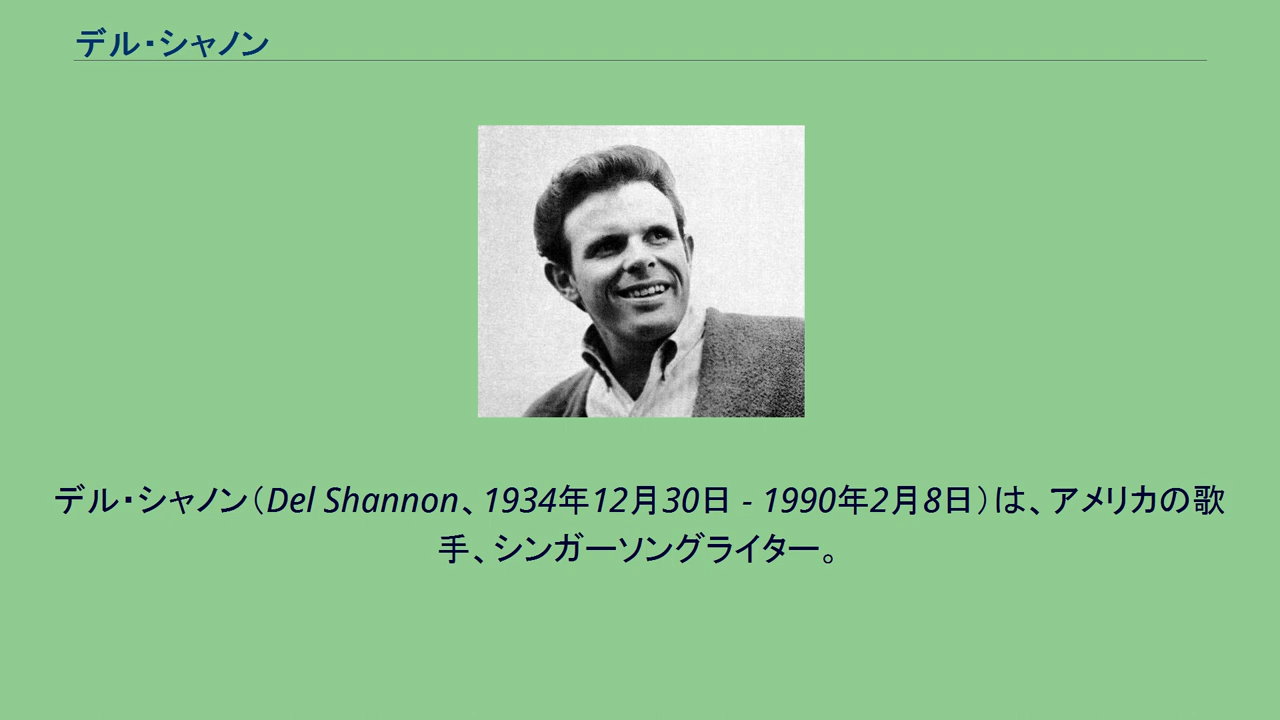 デル・シャノン
デル・シャノン（Del Shannon、1934年12月30日 - 1990年2月8日）は、アメリカの歌
手、シンガーソングライター。